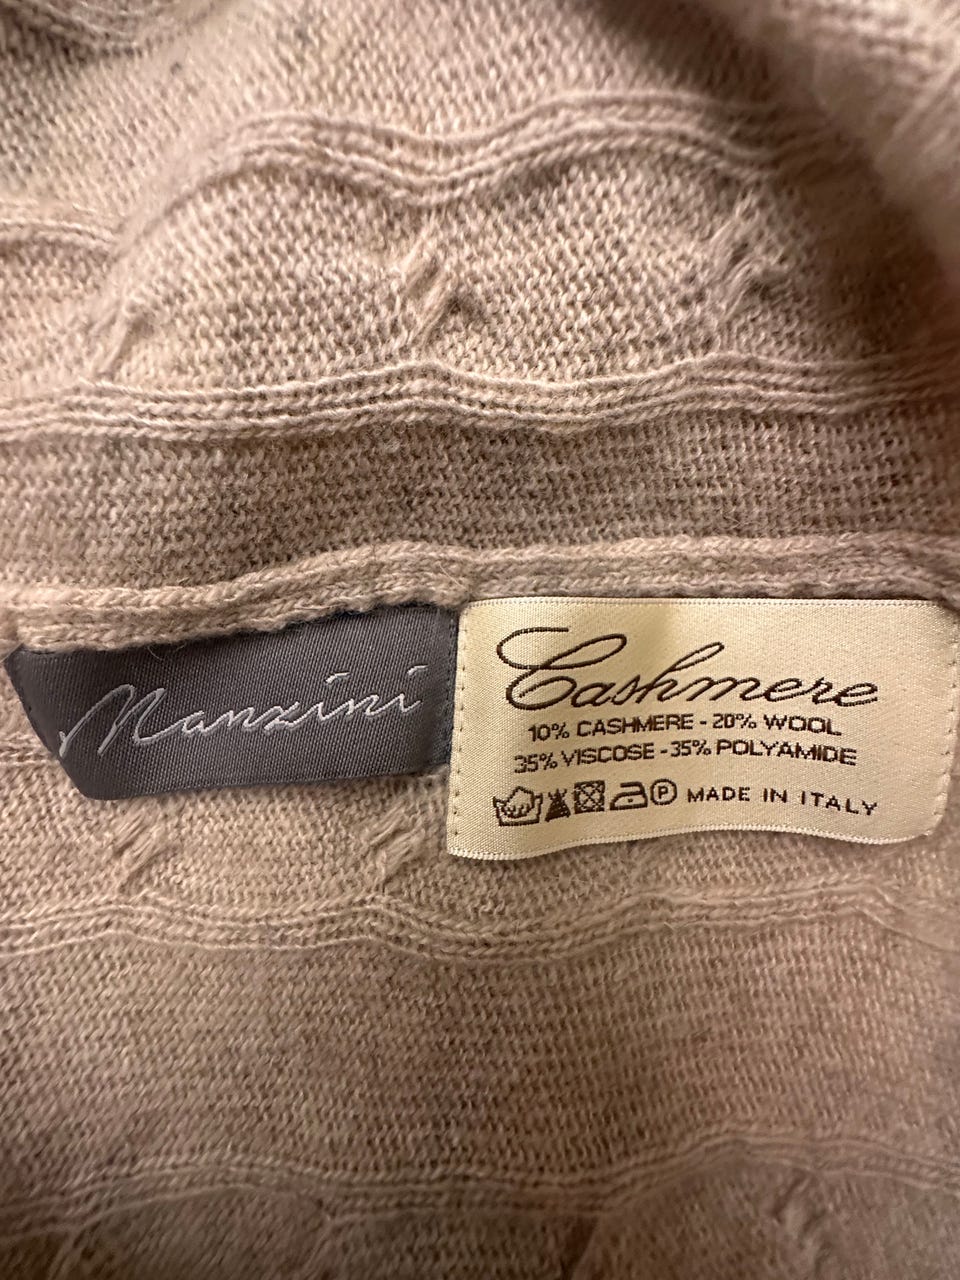 Manzini
Cashmere
10% CASHMERE - 20% WOOL
35% VISCOSE - 35% POLYAMIDE
P MADE IN ITALY